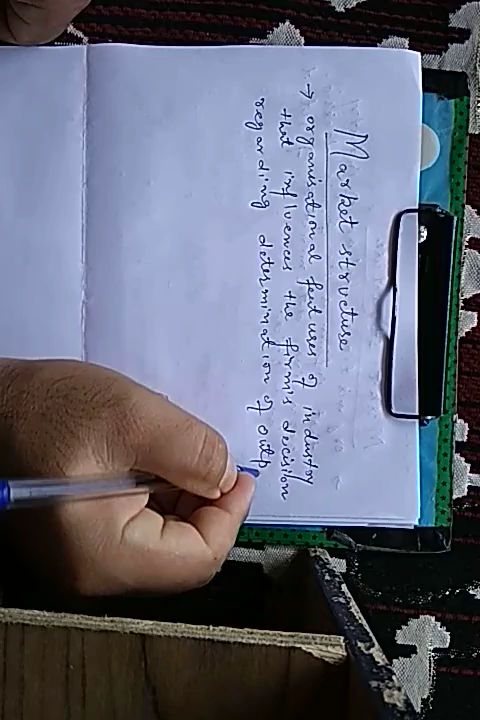 Market structure
→ organisational features of industry
that influences the firm's decision
regarding determination of outp